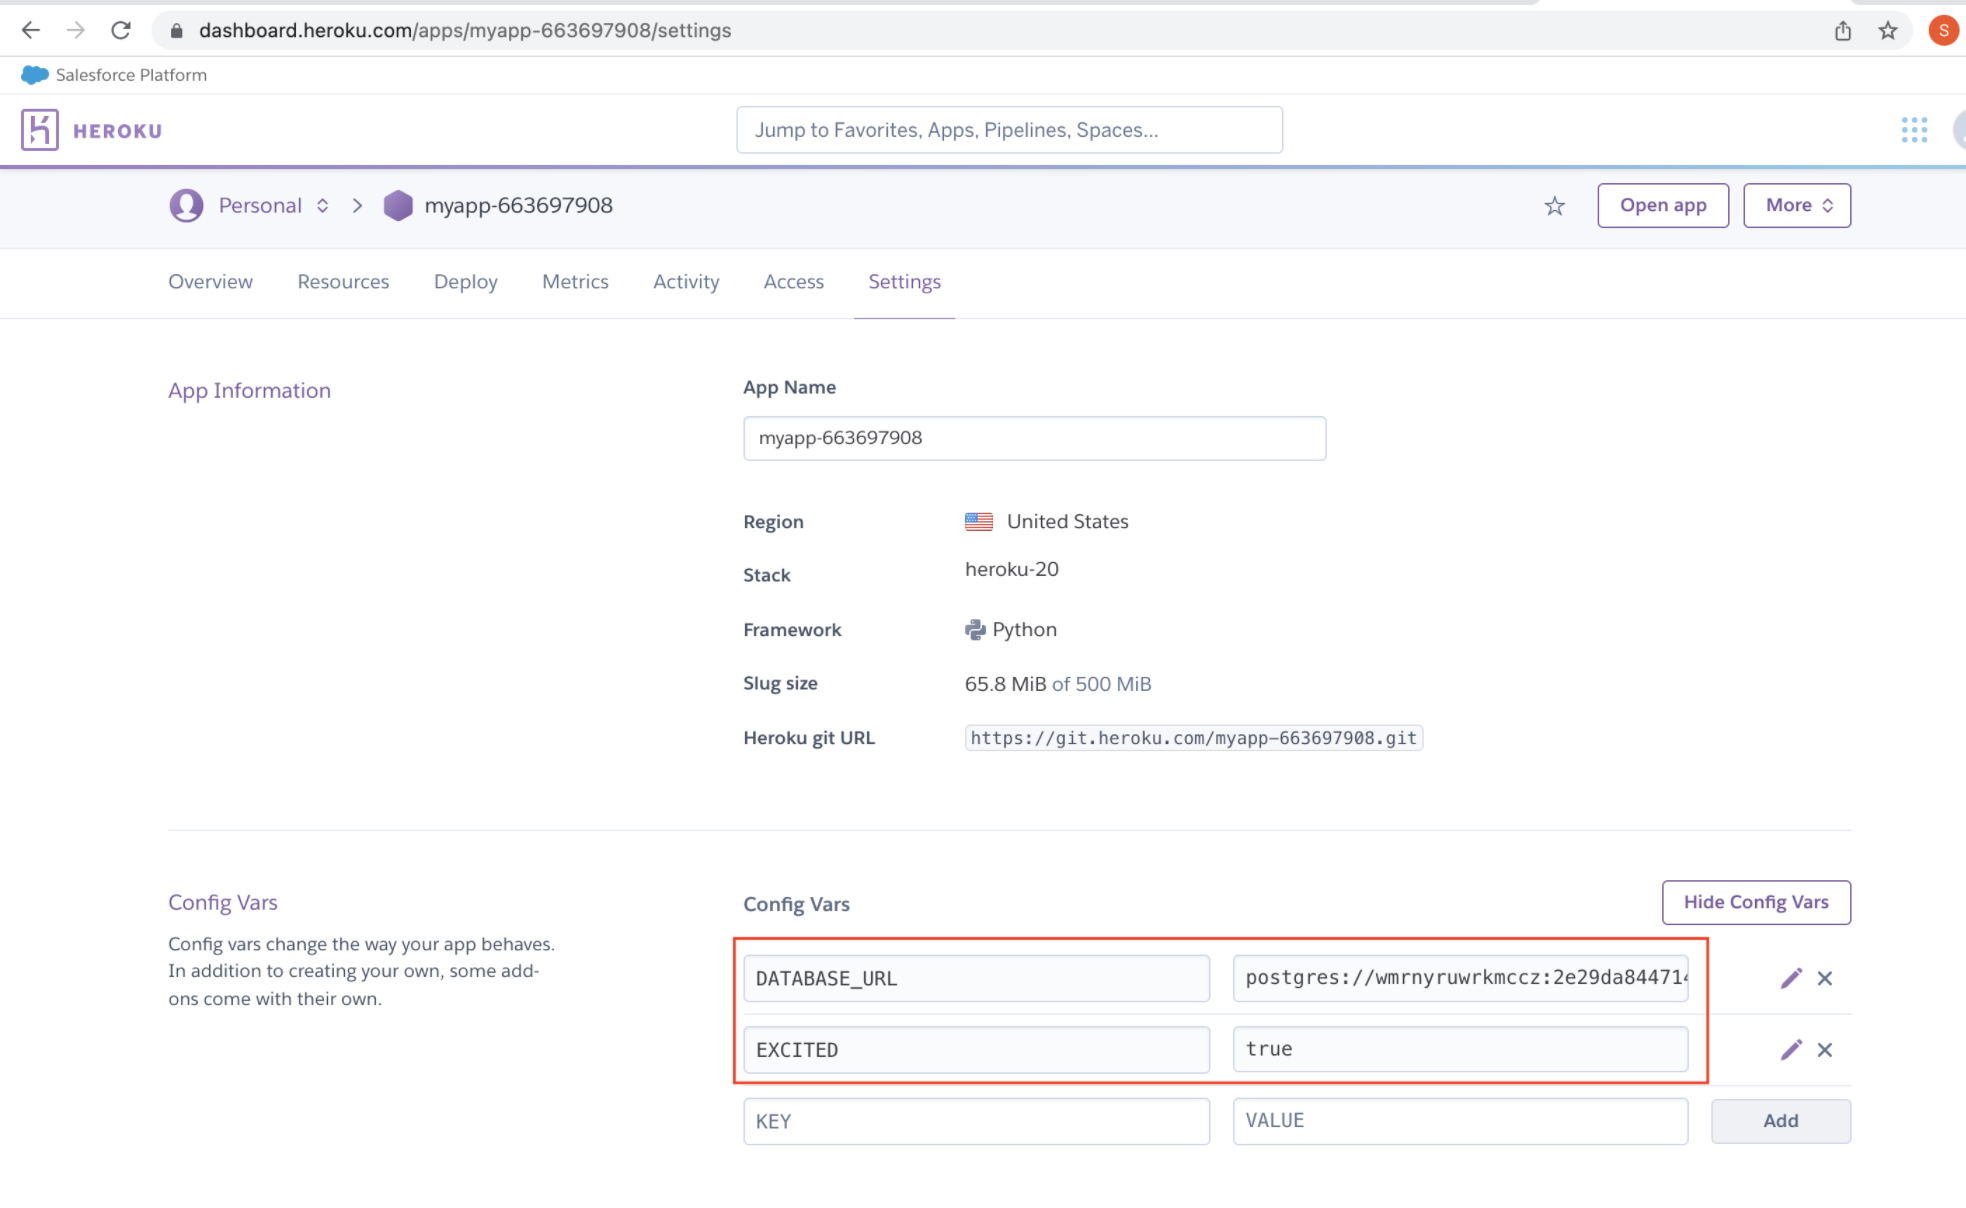 dashboard.heroku.com/apps/myapp-663697908/settings
S
Salesforce Platform
HEROKU
Jump to Favorites, Apps, Pipelines, Spaces...
Personal
myapp-663697908
Open app
More
Overview
Resources
Deploy
Metrics
Activity
Access
Settings
App Information
App Name
myapp-663697908
Region
United States
Stack
heroku-20
Framework
Python
Slug size
65.8 MiB of 500 MiB
Heroku git URL
https://git.heroku.com/myapp-663697908.git
Config Vars
Config vars change the way your app behaves.
In addition to creating your own, some add-
ons come with their own.
Config Vars
Hide Config Vars
DATABASE_URL
postgres://wmrnyruwrkmccz:2e29da844714
EXCITED
true
KEY
VALUE
Add